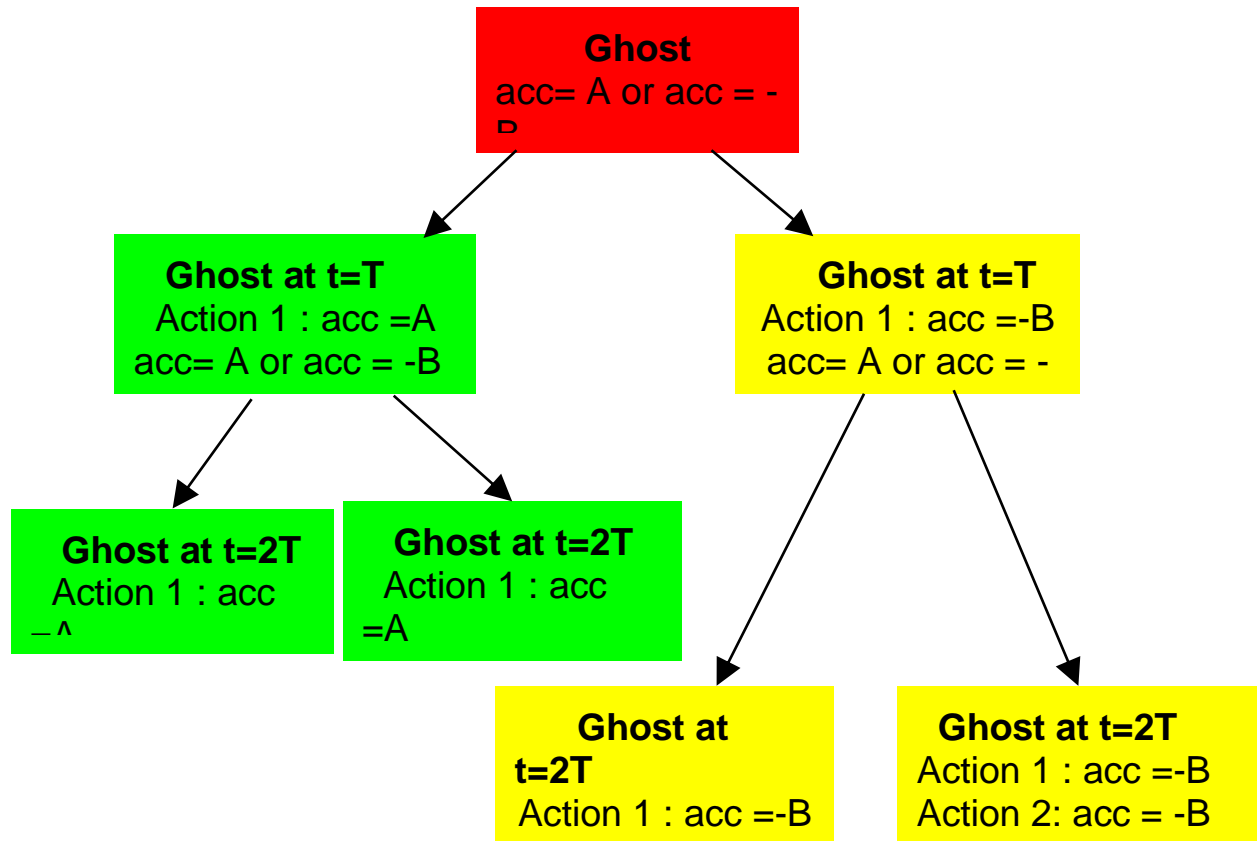 Ghost
acc= A or acc = -
B
Ghost at t=T
Action 1 : acc =A
acc= A or acc = -B
Ghost at t=T
Action 1 : acc =-B
acc= A or acc = -
Ghost at t=2T
Action 1 : acc
=A
Ghost at t=2T
Action 1 : acc
=A
Ghost at
t=2T
Action 1 : acc =-B
Ghost at t=2T
Action 1 : acc =-B
Action 2: acc = -B